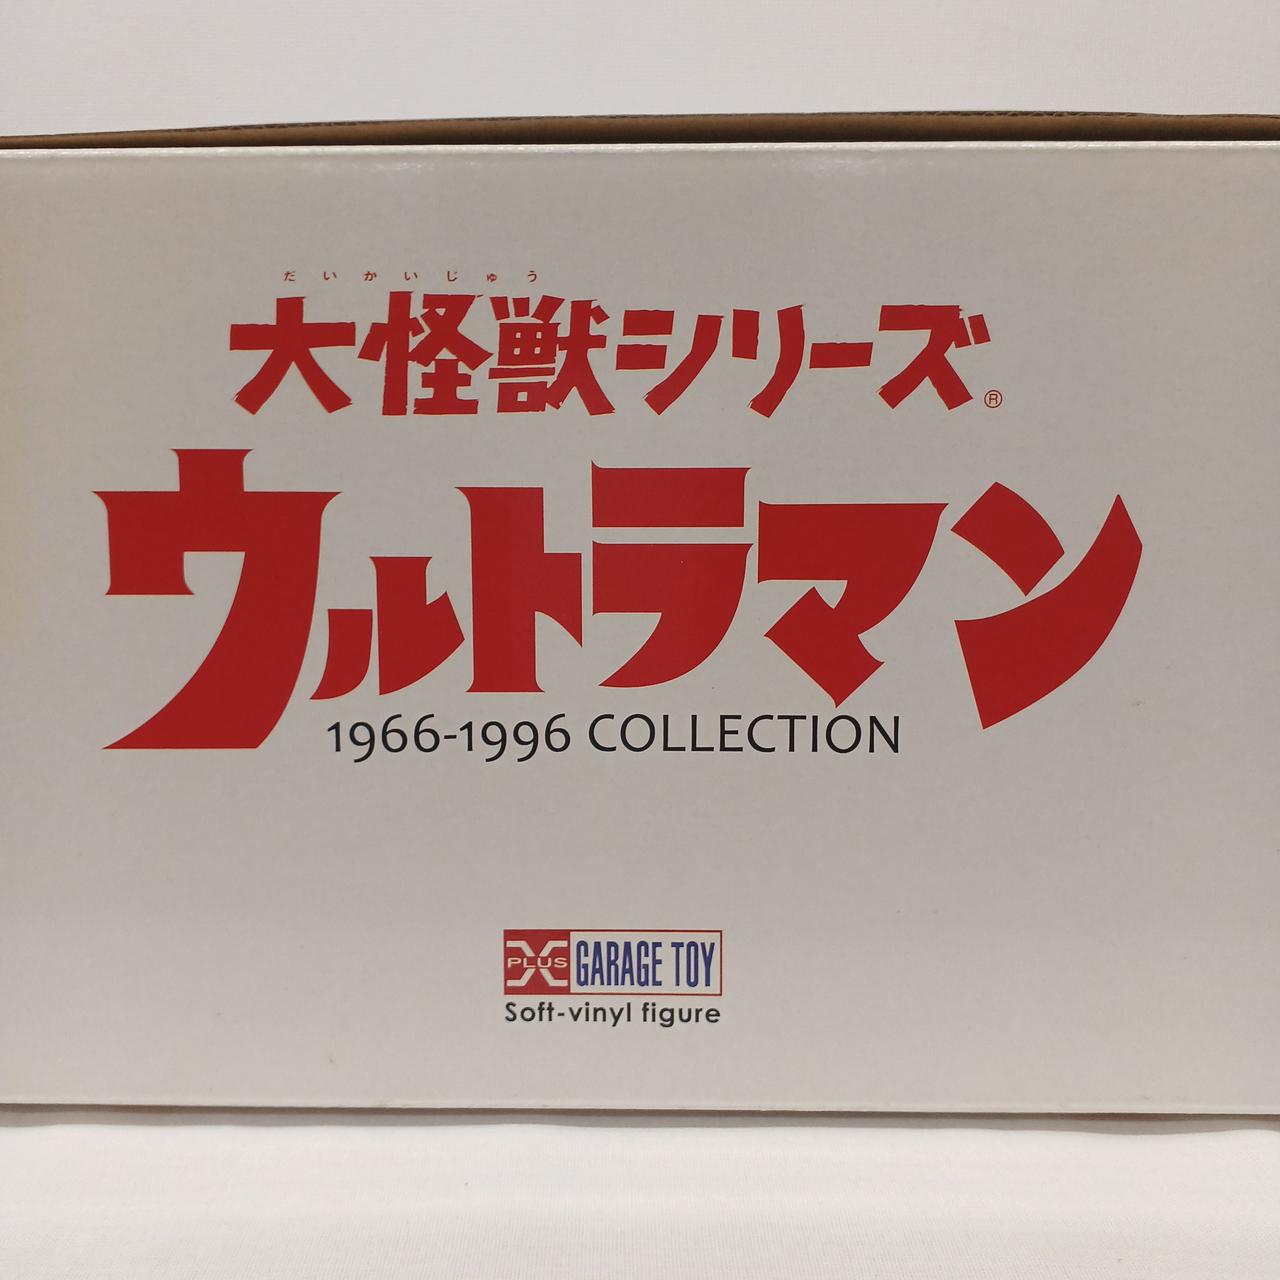 だいかいじゅう
大怪獣シリーズ®
ウルトラマン
1966-1996 COLLECTION
X PLUS GARAGE TOY
Soft-vinyl figure